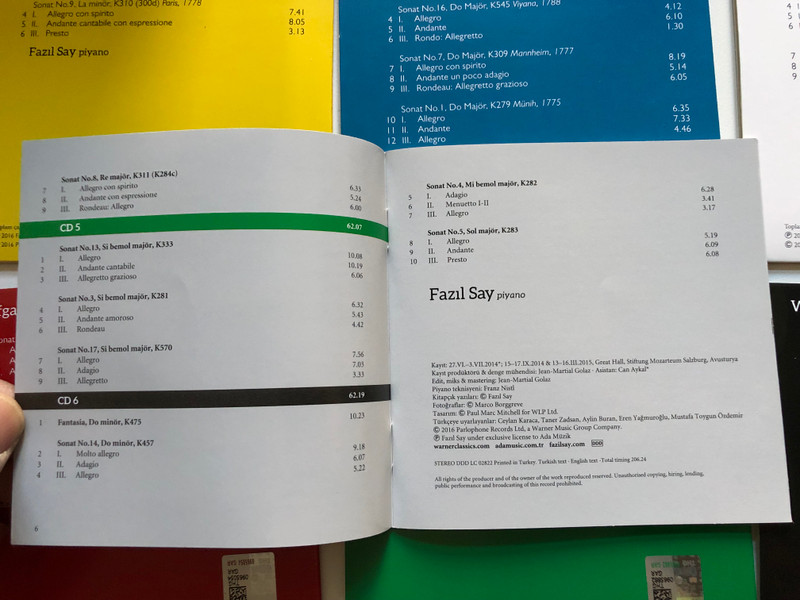 Sonat No.9, La minör, K310 (300d) Paris, 1778
4 I. Allegro con spirito 7.41
5 II. Andante cantabile con espressione 8.05
6 III. Presto 3.13
Fazıl Say piyano
Sonat No.16, Do Majör, K545 Viyana, 1788
4 I. Allegro 4.12
5 II. Andante 6.10
6 III. Rondo: Allegretto 1.30
Sonat No.7, Do Majör, K309 Mannheim, 1777
7 I. Allegro con spirito 8.19
8 II. Andante un poco adagio 5.14
9 III. Rondeau: Allegretto grazioso 6.05
Sonat No.1, Do Majör, K279 Münih, 1775
10 I. Allegro 6.35
11 II. Andante 7.33
12 III. Allegro 4.46
Sonat No.8, Re majör, K311 (K284c)
7 I. Allegro con spirito 6.33
8 II. Andante con espressione 5.24
9 III. Rondeau: Allegro 6.00
CD 5 62.07
Sonat No.13, Si bemol majör, K333
1 I. Allegro 10.08
2 II. Andante cantabile 10.19
3 III. Allegretto grazioso 6.06
Sonat No.3, Si bemol majör, K281
4 I. Allegro 6.32
5 II. Andante amoroso 5.43
6 III. Rondeau 4.42
Sonat No.17, Si bemol majör, K570
7 I. Allegro 7.56
8 II. Adagio 7.03
9 III. Allegretto 3.33
CD 6 62.19
1 Fantasia, Do minör, K475 10.23
Sonat No.14, Do minör, K457
2 I. Molto allegro 9.18
3 II. Adagio 6.07
4 III. Allegro 5.22
6
Sonat No.4, Mi bemol majör, K282
5 I. Adagio 6.28
6 II. Menuetto I-II 3.41
7 III. Allegro 3.17
Sonat No.5, Sol majör, K283
8 I. Allegro 5.19
9 II. Andante 6.09
10 III. Presto 6.08
Fazıl Say piyano
Kayıt: 27.VI.-3.VII.2014*; 15-17.IX.2014 & 13-16.III.2015, Great Hall, Stiftung Mozarteum Salzburg, Avusturya
Kayıt prodüktörü & denge mühendisi: Jean-Martial Golaz · Asistan: Can Aykal*
Edit, miks & mastering: Jean-Martial Golaz
Piyano teknisyeni: Franz Nistl
Kitapçık yazıları: © Fazıl Say
Fotoğraflar: © Marco Borggreve
Tasarım: © Paul Marc Mitchell for WLP Ltd.
Türkçeye uyarlayanlar: Ceylan Karaca, Taner Zadsan, Aylin Buran, Eren Yağmuroğlu, Mustafa Toygun Özdemir
© 2016 Parlophone Records Ltd, a Warner Music Group Company.
℗ Fazıl Say under exclusive license to Ada Müzik
warnerclassics.com adamusic.com.tr fazilsay.com DDD
STEREO DDD LC 02822 Printed in Turkey. Turkish text · English text · Total timing 206.24
All rights of the producer and of the owner of the work reproduced reserved. Unauthorised copying, hiring, lending,
public performance and broadcasting of this record prohibited.